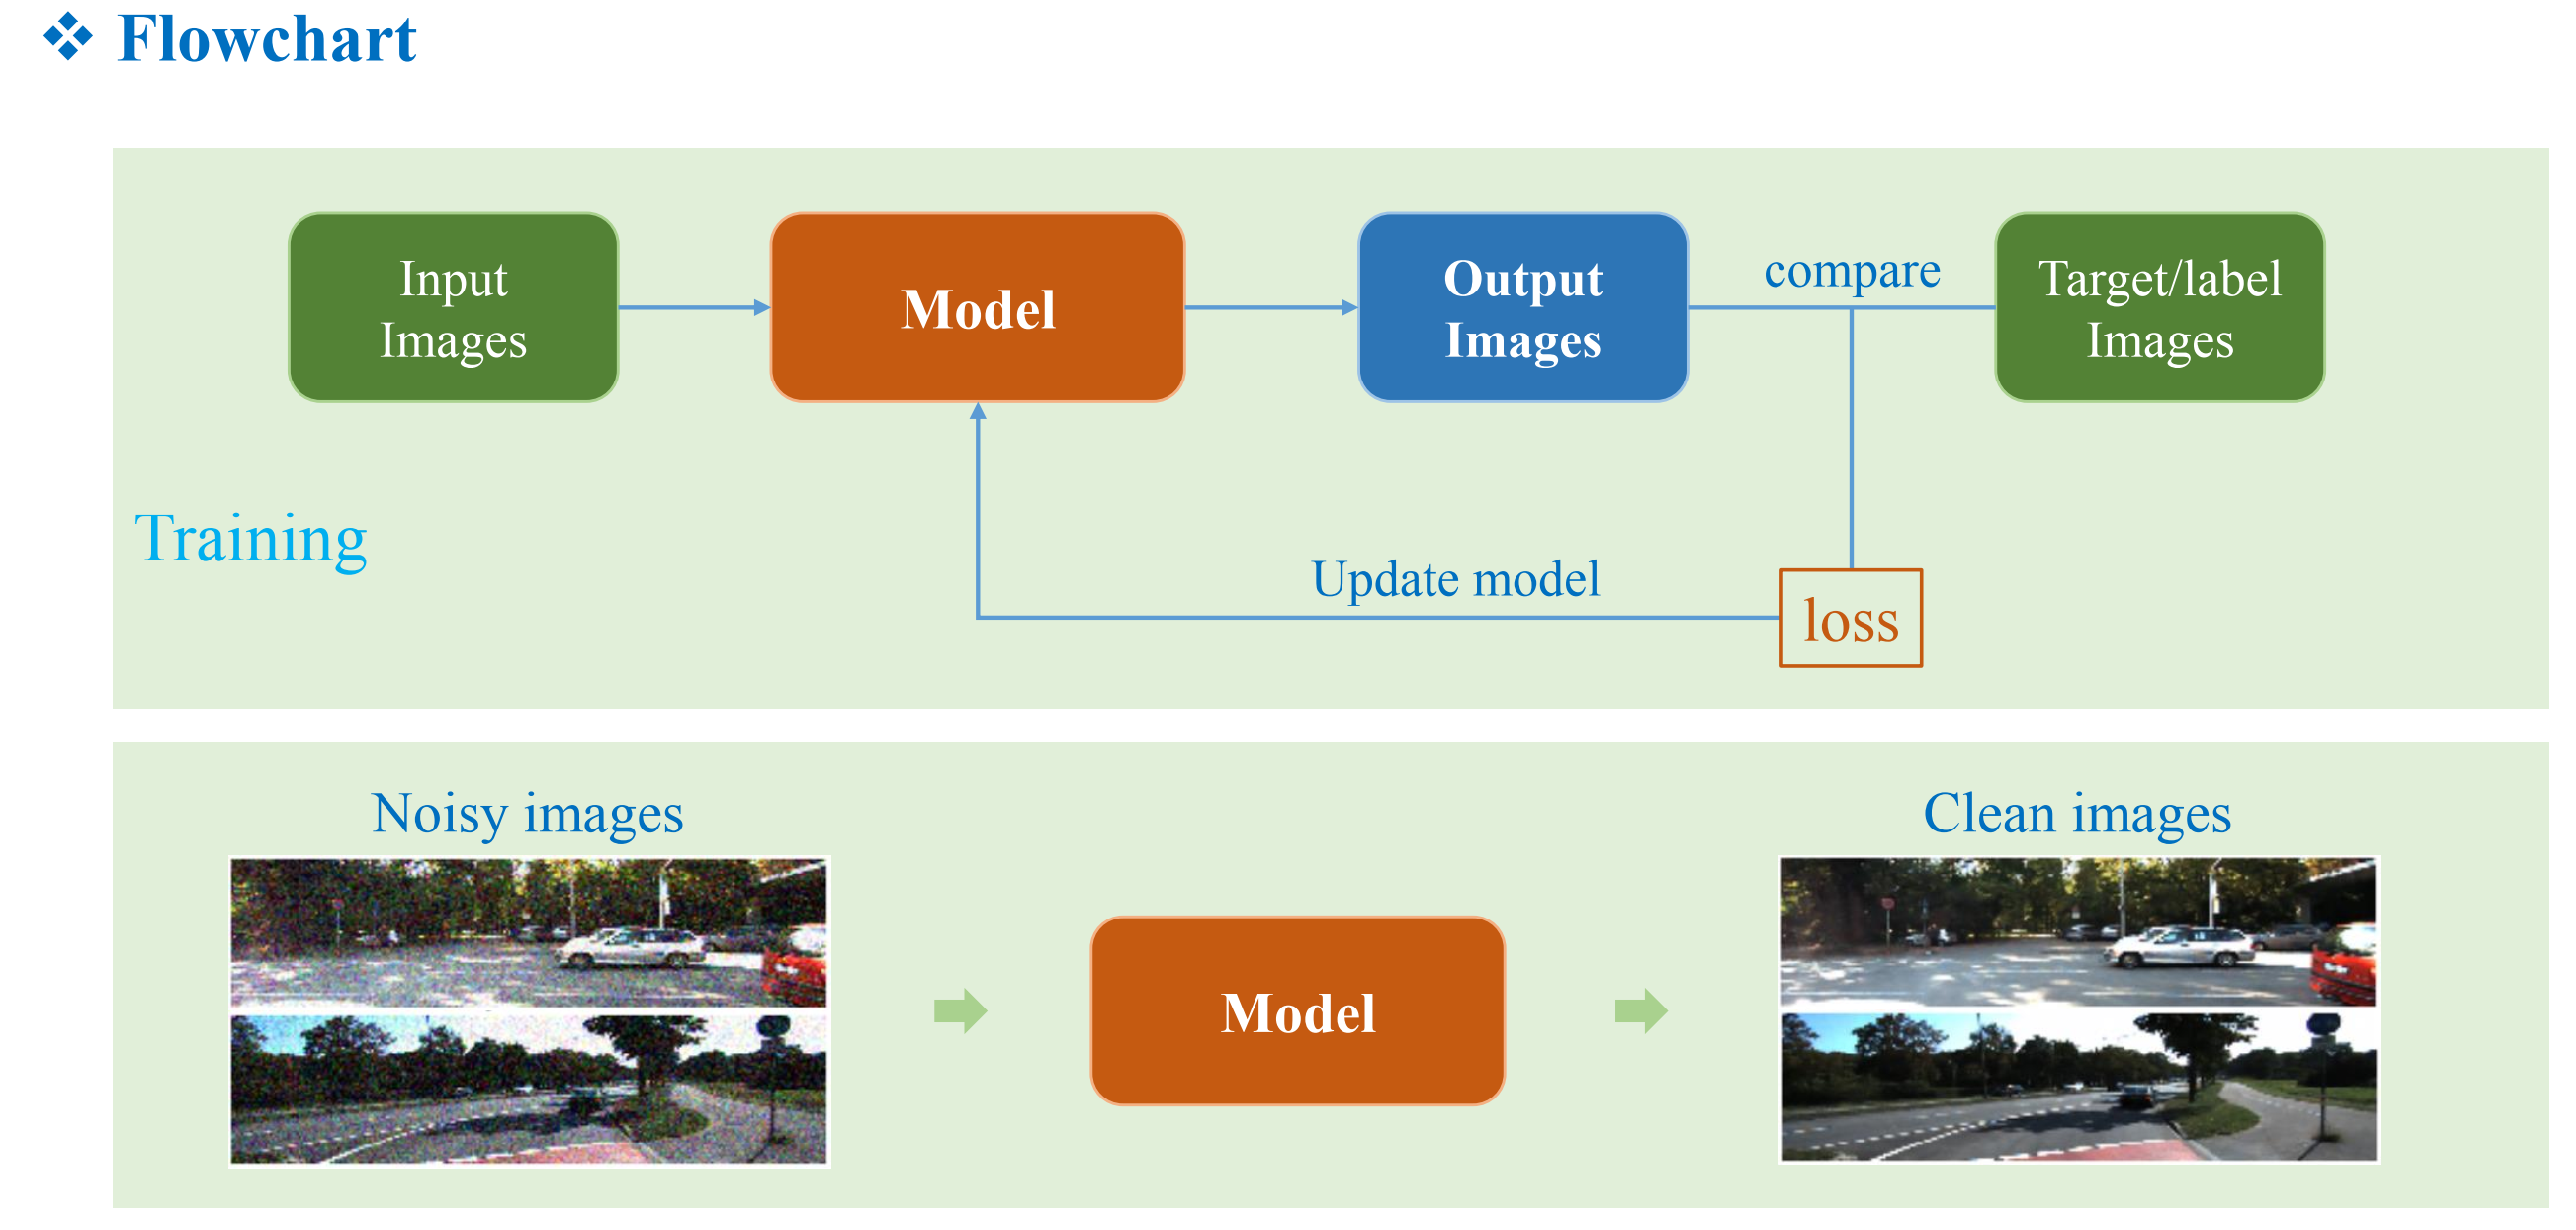 Flowchart
Input
Images
Model
Output
Images
compare
Target/label
Images
Training
Update model
loss
Noisy images
Clean images
Model